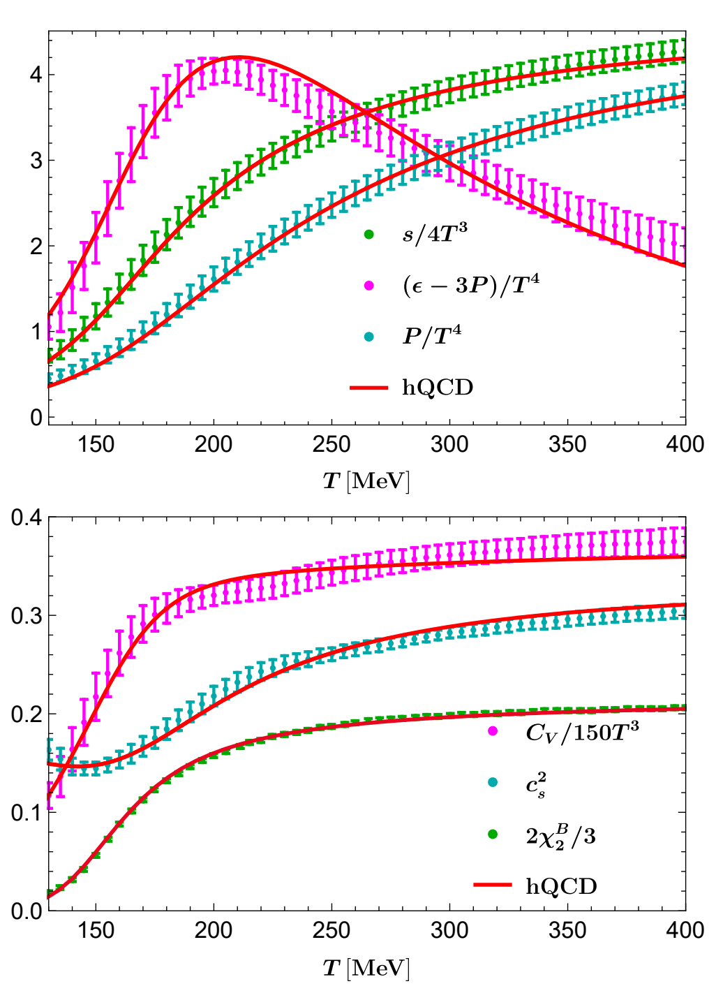 4
3
2
1
0
s/4T³
(ϵ − 3P)/T⁴
P/T⁴
hQCD
150 200 250 300 350 400
T [MeV]
0.4
0.3
0.2
0.1
0.0
C_V/150T³
c_s²
2χ₂ᴮ/3
hQCD
150 200 250 300 350 400
T [MeV]